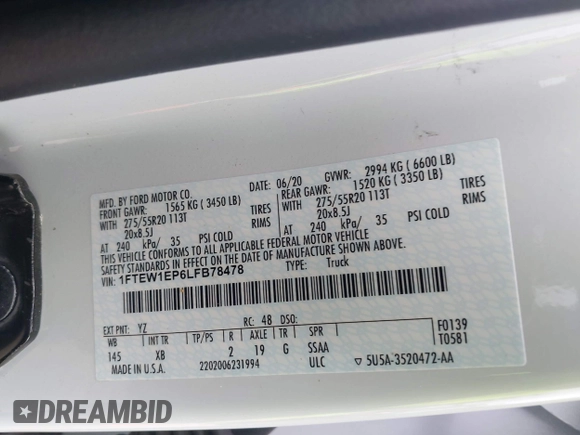 MFD. BY FORD MOTOR CO.
DATE: 06/20 GVWR: 2994 KG ( 6600 LB)
FRONT GAWR: 1565 KG ( 3450 LB) REAR GAWR: 1520 KG ( 3350 LB)
WITH 275/55R20 113T TIRES WITH 275/55R20 113T TIRES
20x8.5J RIMS 20x8.5J RIMS
AT 240 kPa/ 35 PSI COLD AT 240 kPa/ 35 PSI COLD
THIS VEHICLE CONFORMS TO ALL APPLICABLE FEDERAL MOTOR VEHICLE
SAFETY STANDARDS IN EFFECT ON THE DATE OF MANUFACTURE SHOWN ABOVE.
VIN: 1FTEW1EP6LFB78478 TYPE: Truck
EXT PNT: YZ RC: 48 DSO: F0139
WB INT TR TP/PS R AXLE TR SPR T0581
145 XB 2 19 G SSAA
MADE IN U.S.A. 2202006231994 ULC ▽ 5U5A-3520472-AA
DREAMBID